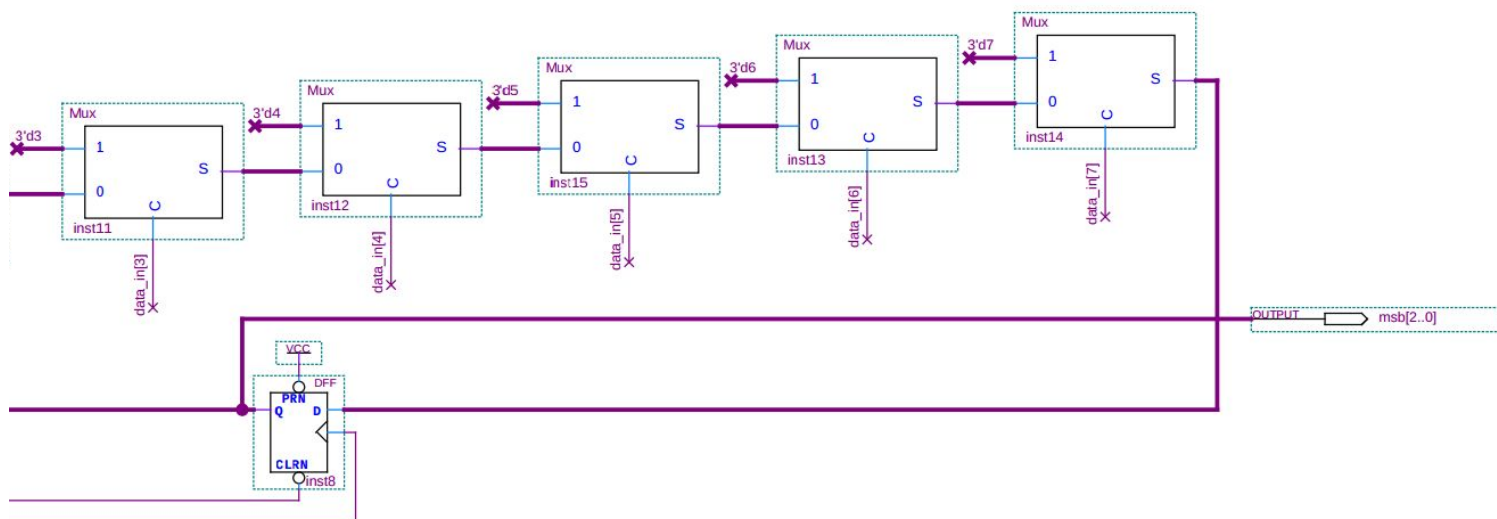 Mux
3'd7
1
S
0
C
inst14
data_in[7]
Mux
3'd6
1
S
0
C
inst13
data_in[6]
Mux
3'd5
1
S
0
C
inst15
data_in[5]
Mux
3'd4
1
S
0
C
inst12
data_in[4]
Mux
3'd3
1
S
0
C
inst11
data_in[3]
OUTPUT
msb[2..0]
VCC
DFF
PRN
Q D
CLRN
inst8